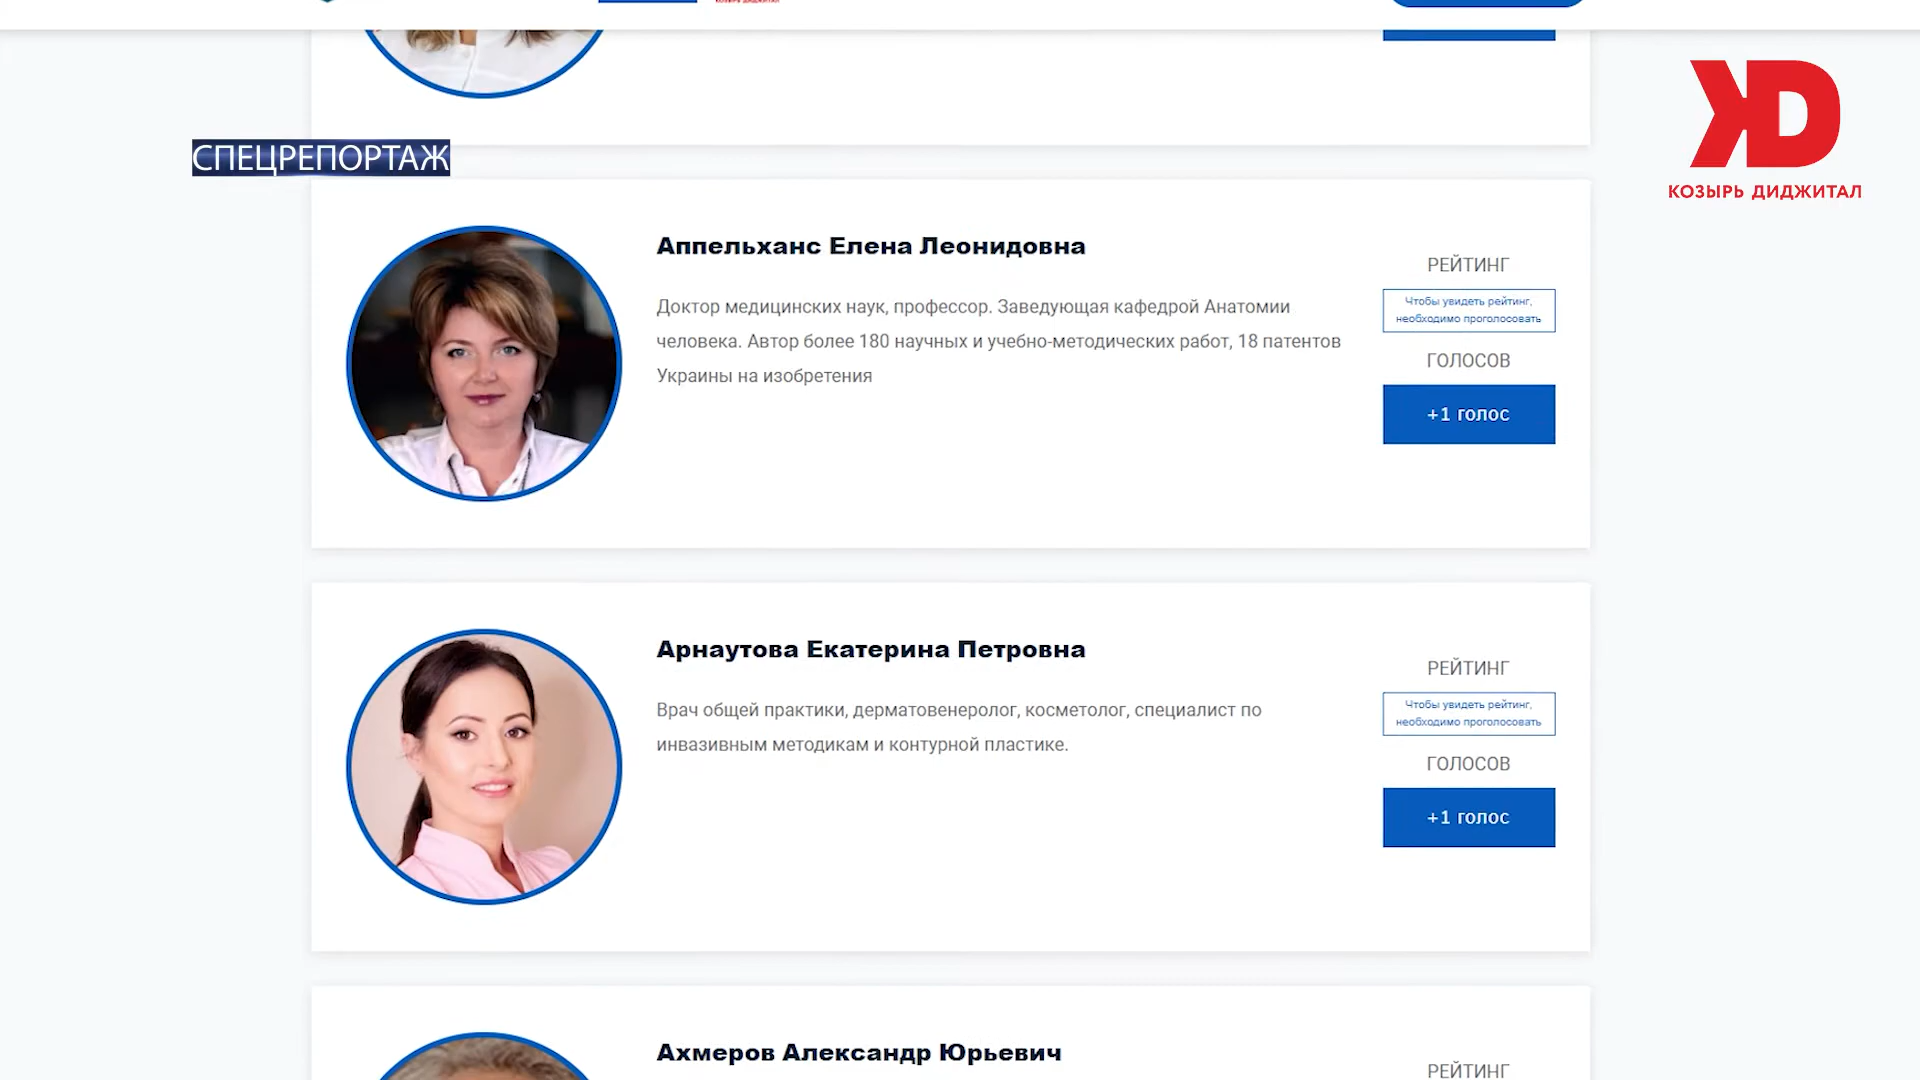 СПЕЦРЕПОРТАЖ
KD
КОЗЫРЬ ДИДЖИТАЛ
Аппельханс Елена Леонидовна
Доктор медицинских наук, профессор. Заведующая кафедрой Анатомии
человека. Автор более 180 научных и учебно-методических работ, 18 патентов
Украины на изобретения
РЕЙТИНГ
Чтобы увидеть рейтинг,
необходимо проголосовать
ГОЛОСОВ
+1 голос
Арнаутова Екатерина Петровна
Врач общей практики, дерматовенеролог, косметолог, специалист по
инвазивным методикам и контурной пластике.
РЕЙТИНГ
Чтобы увидеть рейтинг,
необходимо проголосовать
ГОЛОСОВ
+1 голос
Ахмеров Александр Юрьевич
РЕЙТИНГ